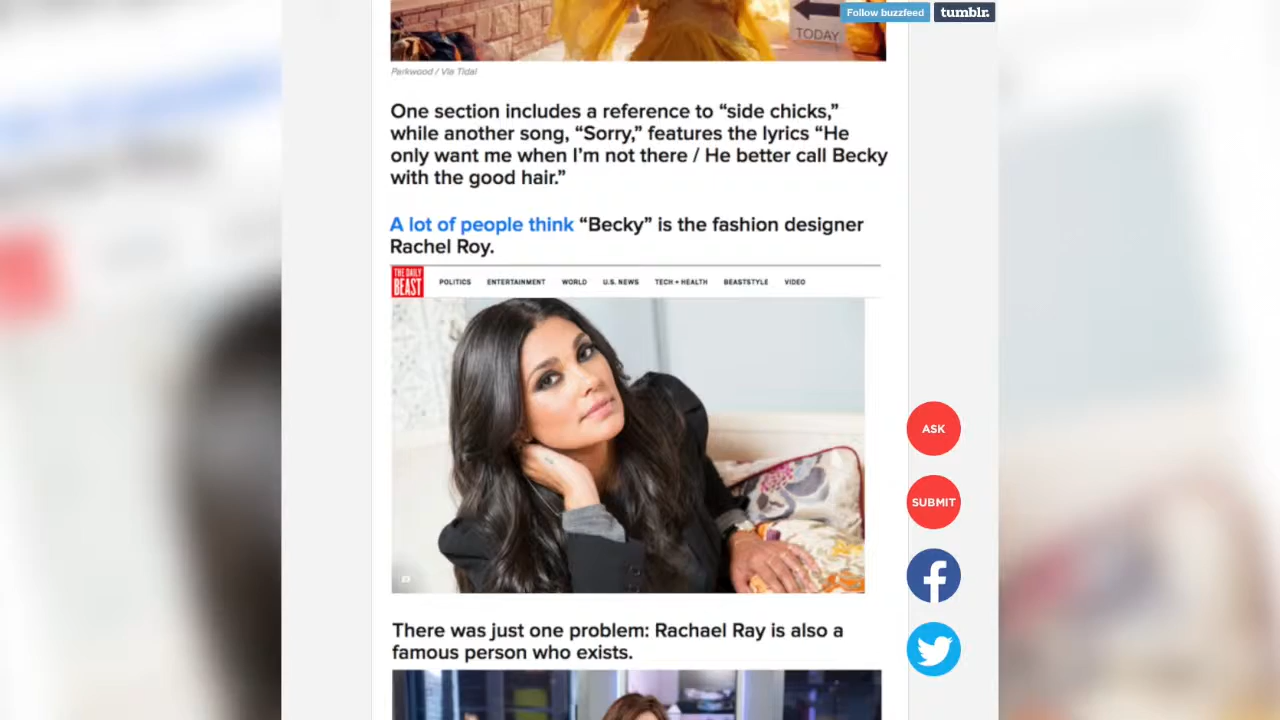 Follow buzzfeed
tumblr.
TODAY
Parkwood / Via Tidal
One section includes a reference to “side chicks,”
while another song, “Sorry,” features the lyrics “He
only want me when I’m not there / He better call Becky
with the good hair.”
A lot of people think “Becky” is the fashion designer
Rachel Roy.
THE DAILY
BEAST
POLITICS ENTERTAINMENT WORLD U.S. NEWS TECH + HEALTH BEASTSTYLE VIDEO
ASK
SUBMIT
There was just one problem: Rachael Ray is also a
famous person who exists.